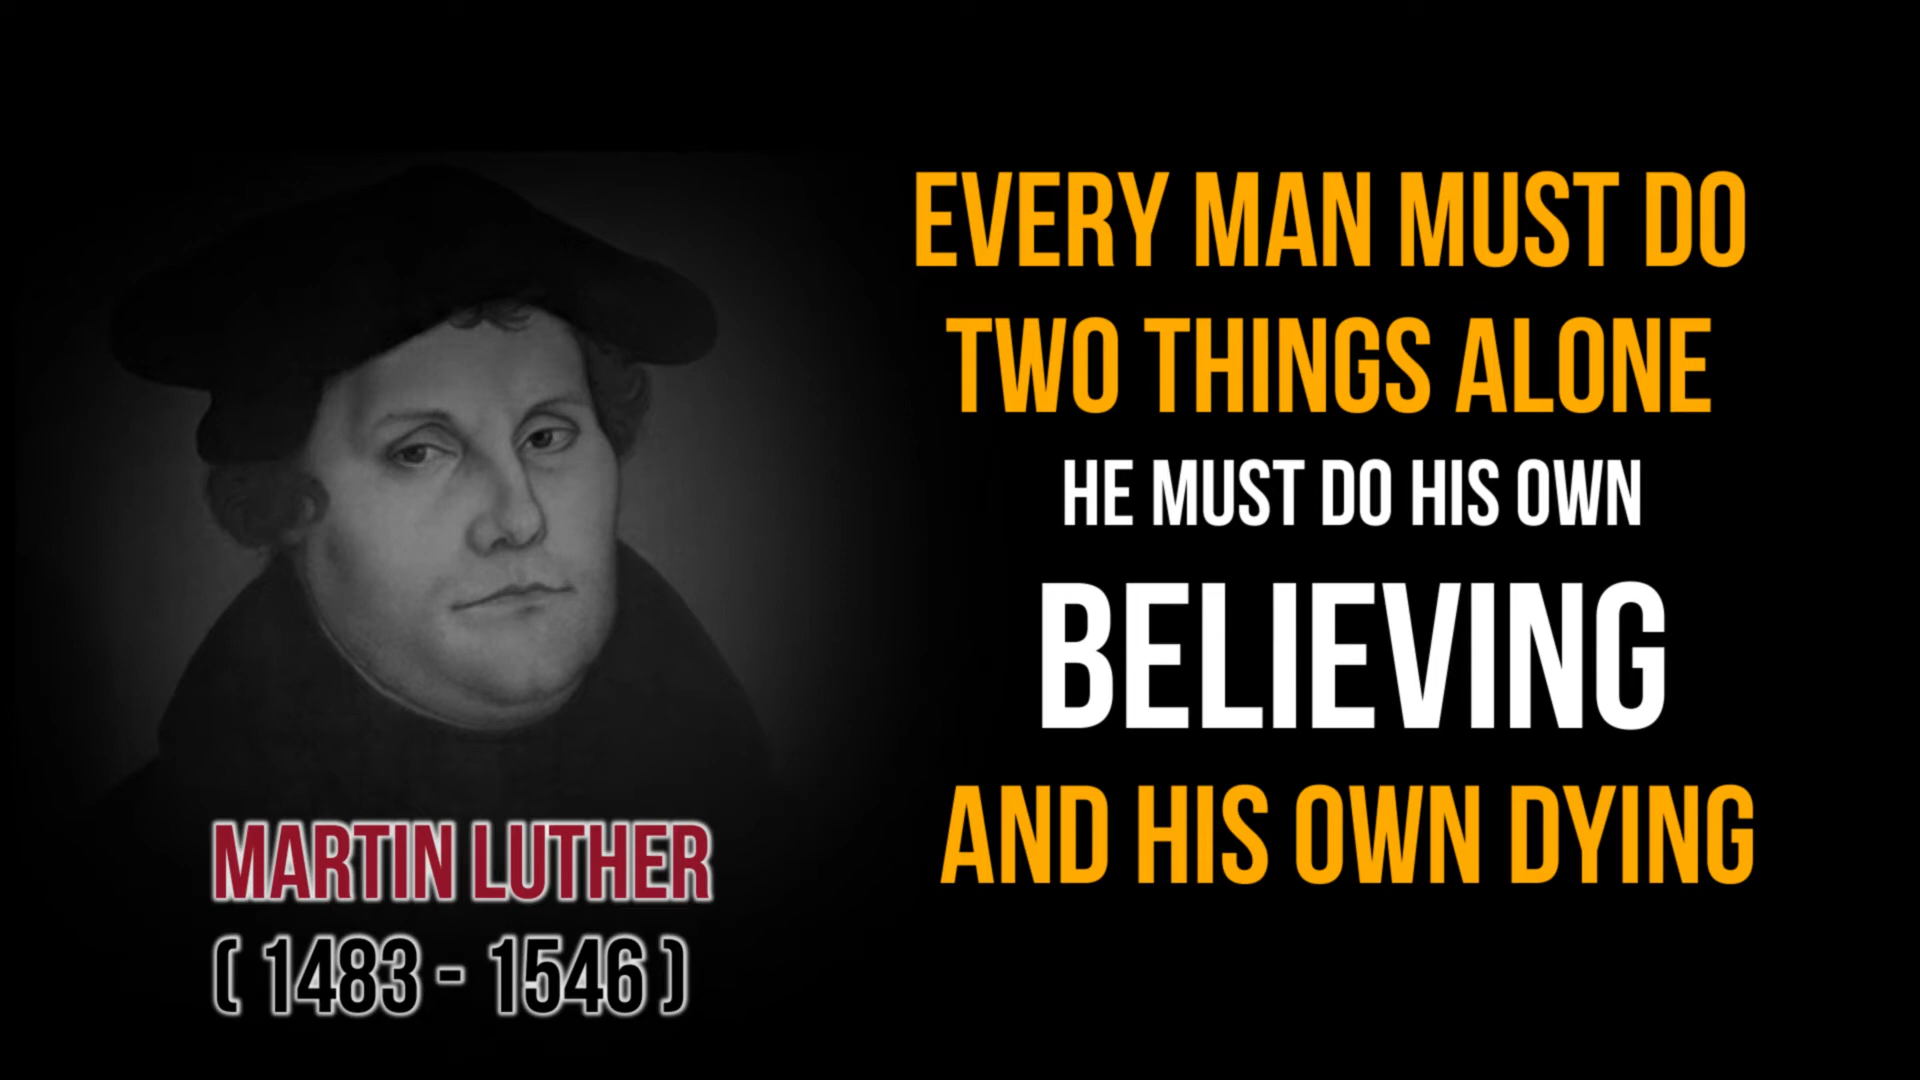 EVERY MAN MUST DO
TWO THINGS ALONE
HE MUST DO HIS OWN
BELIEVING
AND HIS OWN DYING
MARTIN LUTHER
( 1483 - 1546 )